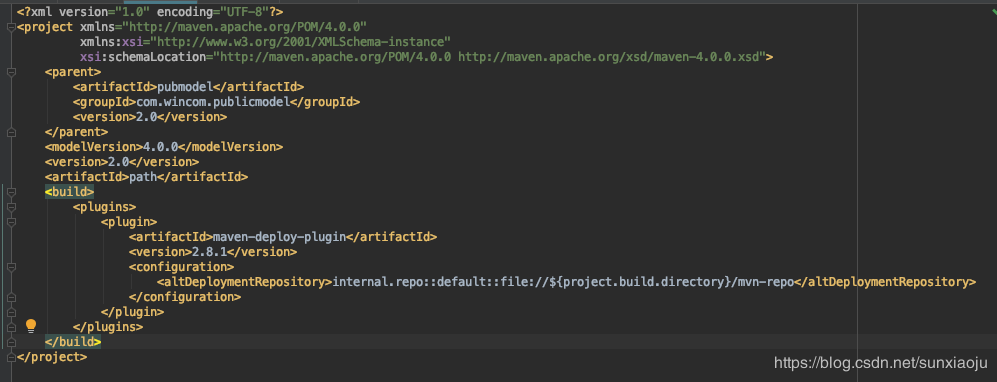 <?xml version="1.0" encoding="UTF-8"?>
<project xmlns="http://maven.apache.org/POM/4.0.0"
xmlns:xsi="http://www.w3.org/2001/XMLSchema-instance"
xsi:schemaLocation="http://maven.apache.org/POM/4.0.0 http://maven.apache.org/xsd/maven-4.0.0.xsd">
<parent>
<artifactId>pubmodel</artifactId>
<groupId>com.wincom.publicmodel</groupId>
<version>2.0</version>
</parent>
<modelVersion>4.0.0</modelVersion>
<version>2.0</version>
<artifactId>path</artifactId>
<build>
<plugins>
<plugin>
<artifactId>maven-deploy-plugin</artifactId>
<version>2.8.1</version>
<configuration>
<altDeploymentRepository>internal.repo::default::file://${project.build.directory}/mvn-repo</altDeploymentRepository>
</configuration>
</plugin>
</plugins>
</build>
</project>
https://blog.csdn.net/sunxiaoju